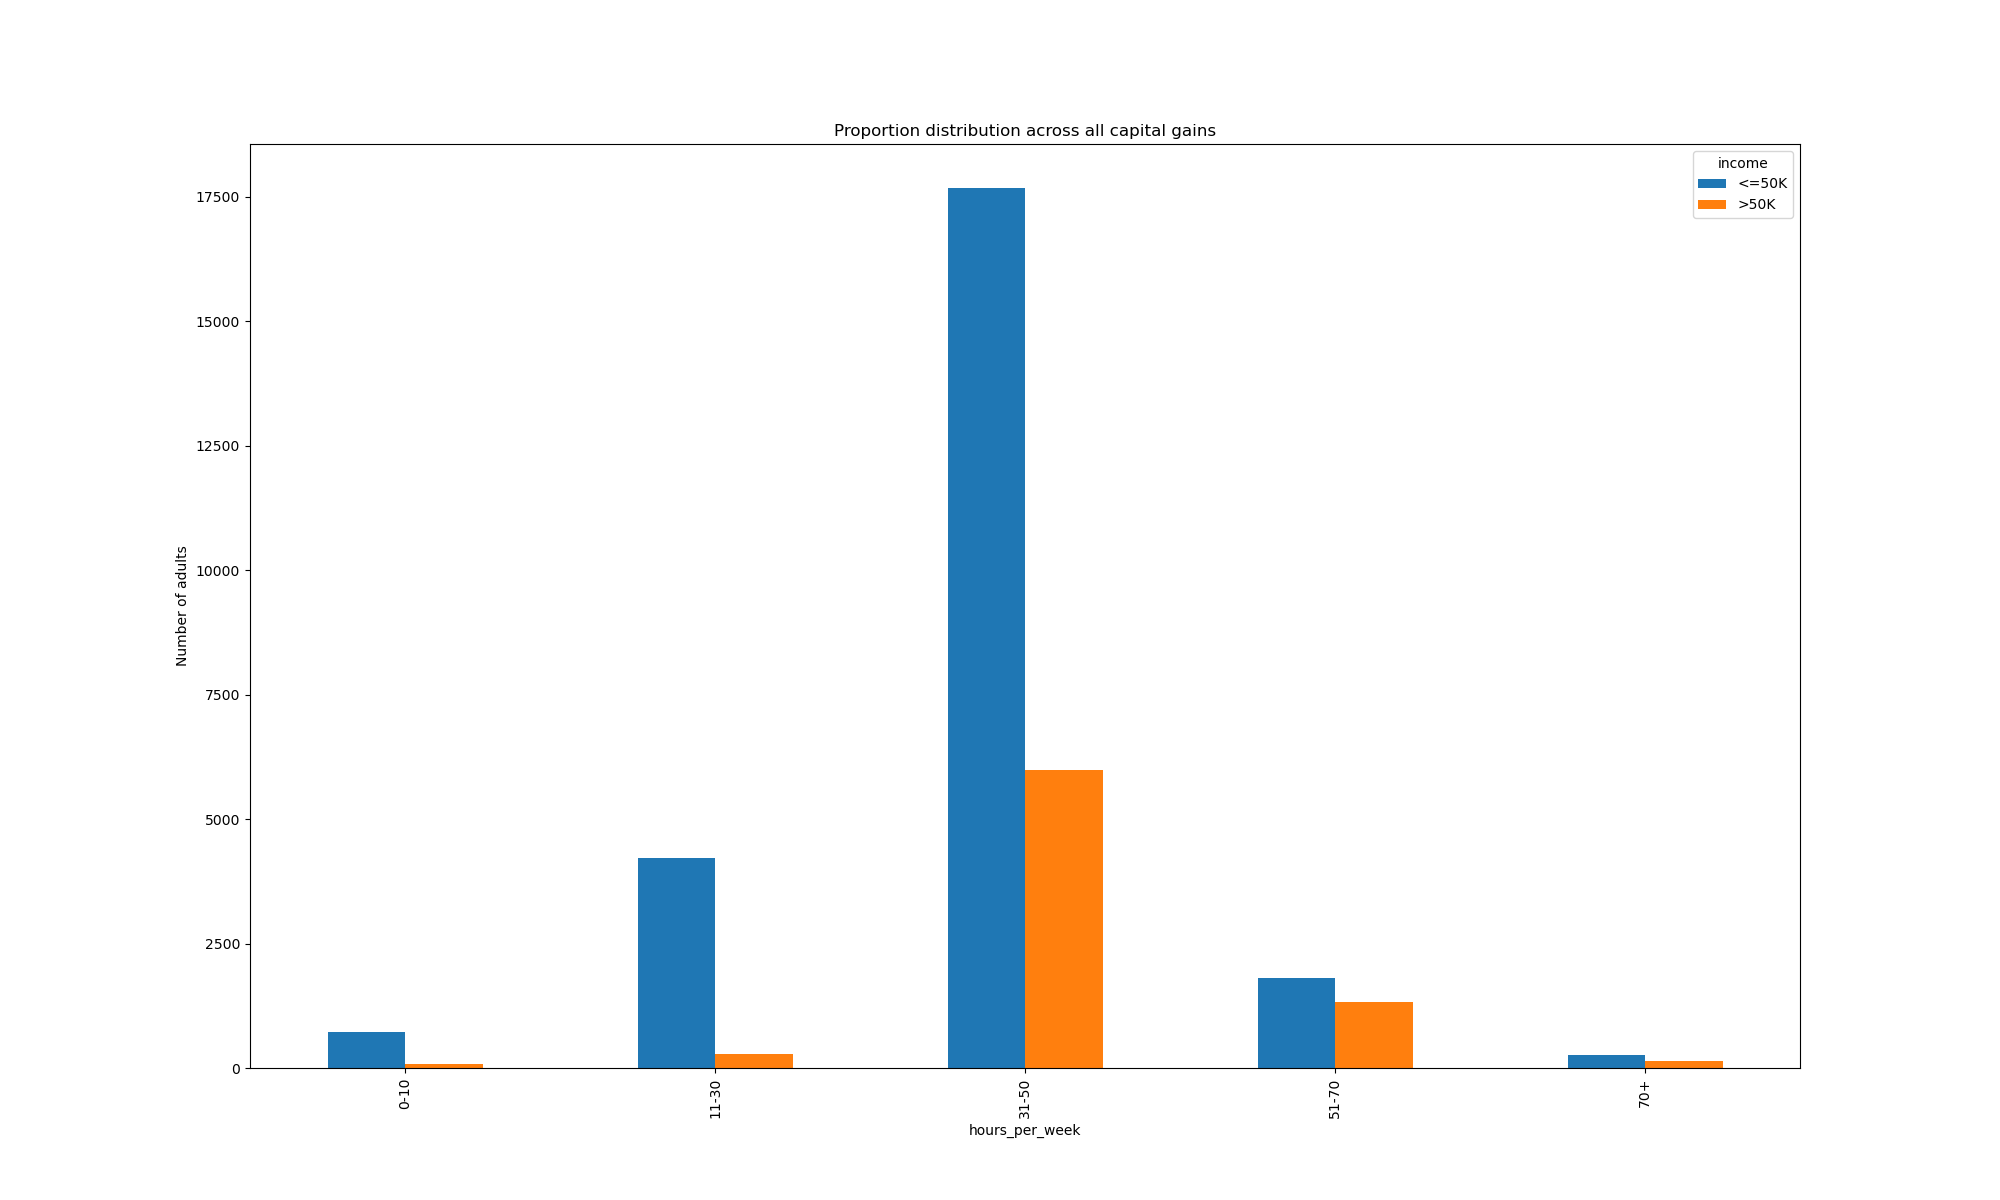 Proportion distribution across all capital gains
income
<=50K
>50K
17500
15000
12500
10000
7500
5000
2500
0
Number of adults
0-10
11-30
31-50
51-70
70+
hours_per_week